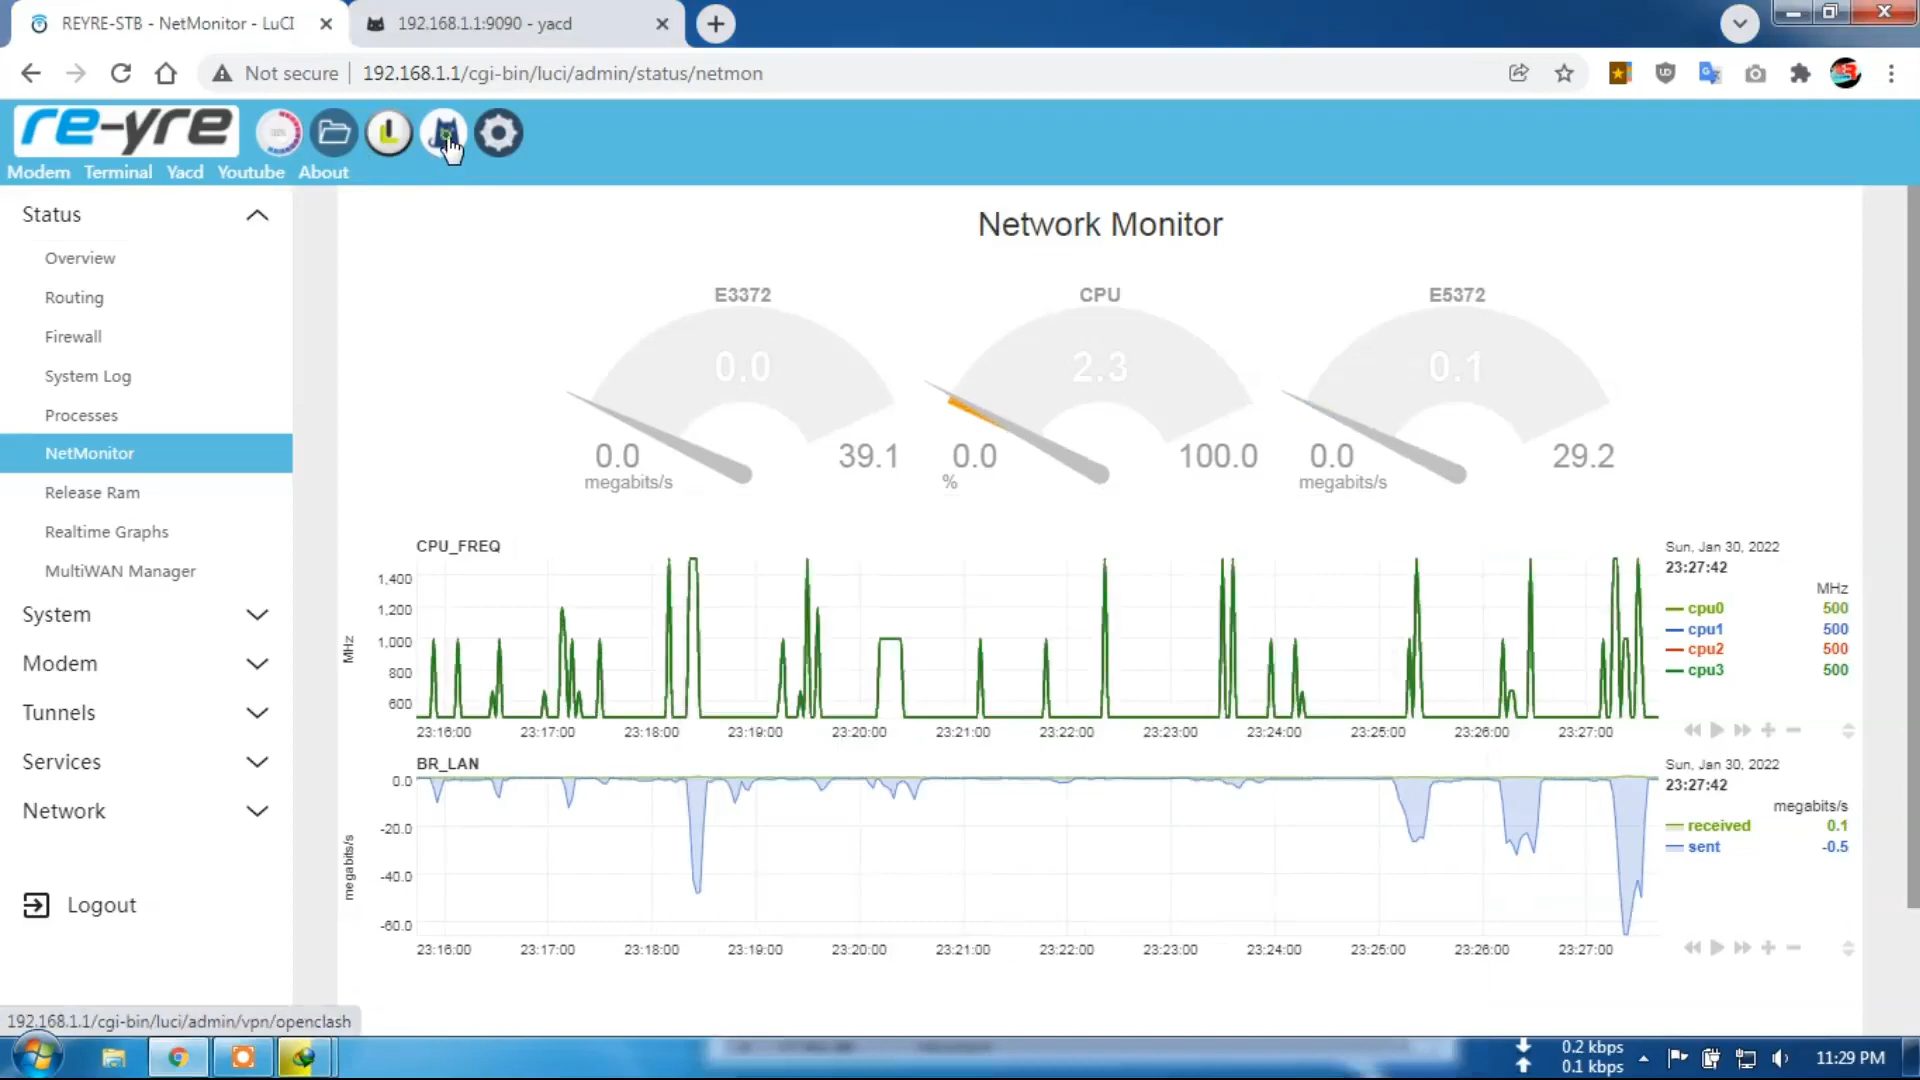 REYRE-STB - NetMonitor - LuCI
192.168.1.1:9090 - yacd
Not secure
192.168.1.1/cgi-bin/luci/admin/status/netmon
re-yre
Modem Terminal Yacd Youtube About
Status
Overview
Routing
Firewall
System Log
Processes
NetMonitor
Release Ram
Realtime Graphs
MultiWAN Manager
System
Modem
Tunnels
Services
Network
Logout
Network Monitor
E3372
0.0
0.0
megabits/s
39.1
CPU
2.3
0.0
%
100.0
E5372
0.1
0.0
megabits/s
29.2
CPU_FREQ
MHz
1,400
1,200
1,000
800
600
23:16:00 23:17:00 23:18:00 23:19:00 23:20:00 23:21:00 23:22:00 23:23:00 23:24:00 23:25:00 23:26:00 23:27:00
Sun, Jan 30, 2022
23:27:42
MHz
cpu0 500
cpu1 500
cpu2 500
cpu3 500
BR_LAN
megabits/s
0.0
-20.0
-40.0
-60.0
23:16:00 23:17:00 23:18:00 23:19:00 23:20:00 23:21:00 23:22:00 23:23:00 23:24:00 23:25:00 23:26:00 23:27:00
Sun, Jan 30, 2022
23:27:42
megabits/s
received 0.1
sent -0.5
192.168.1.1/cgi-bin/luci/admin/vpn/openclash
0.2 kbps
0.1 kbps
11:29 PM